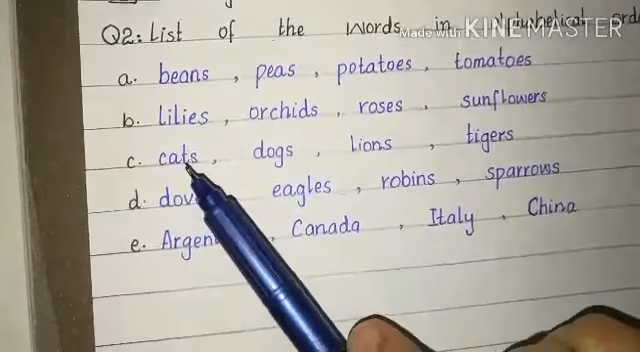 Q2: List of the words in
Made with KINEMASTER
a. beans, peas, potatoes, tomatoes
b. Lilies, orchids, roses, sunflowers
c. cats, dogs, lions, tigers
d. eagles, robins, sparrows
e. Canada, Italy, China